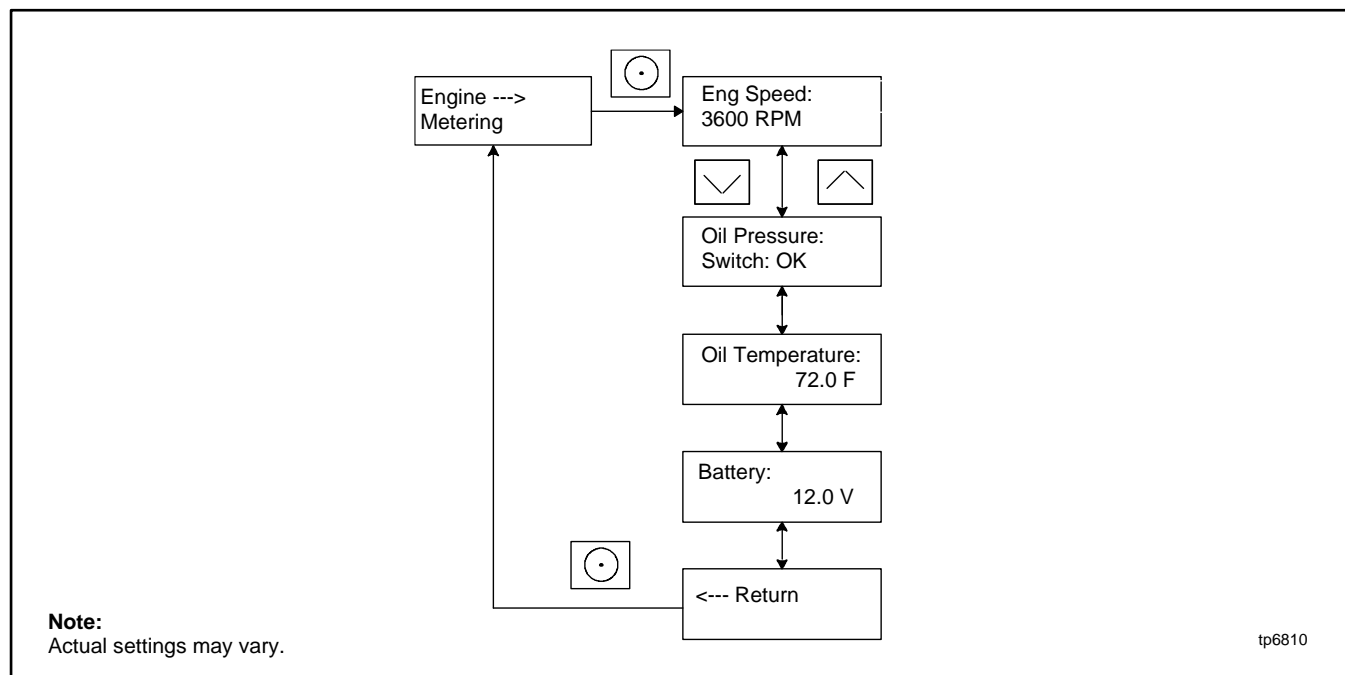 Engine --->
Metering
Eng Speed:
3600 RPM
Oil Pressure:
Switch: OK
Oil Temperature:
72.0 F
Battery:
12.0 V
<--- Return
Note:
Actual settings may vary.
tp6810